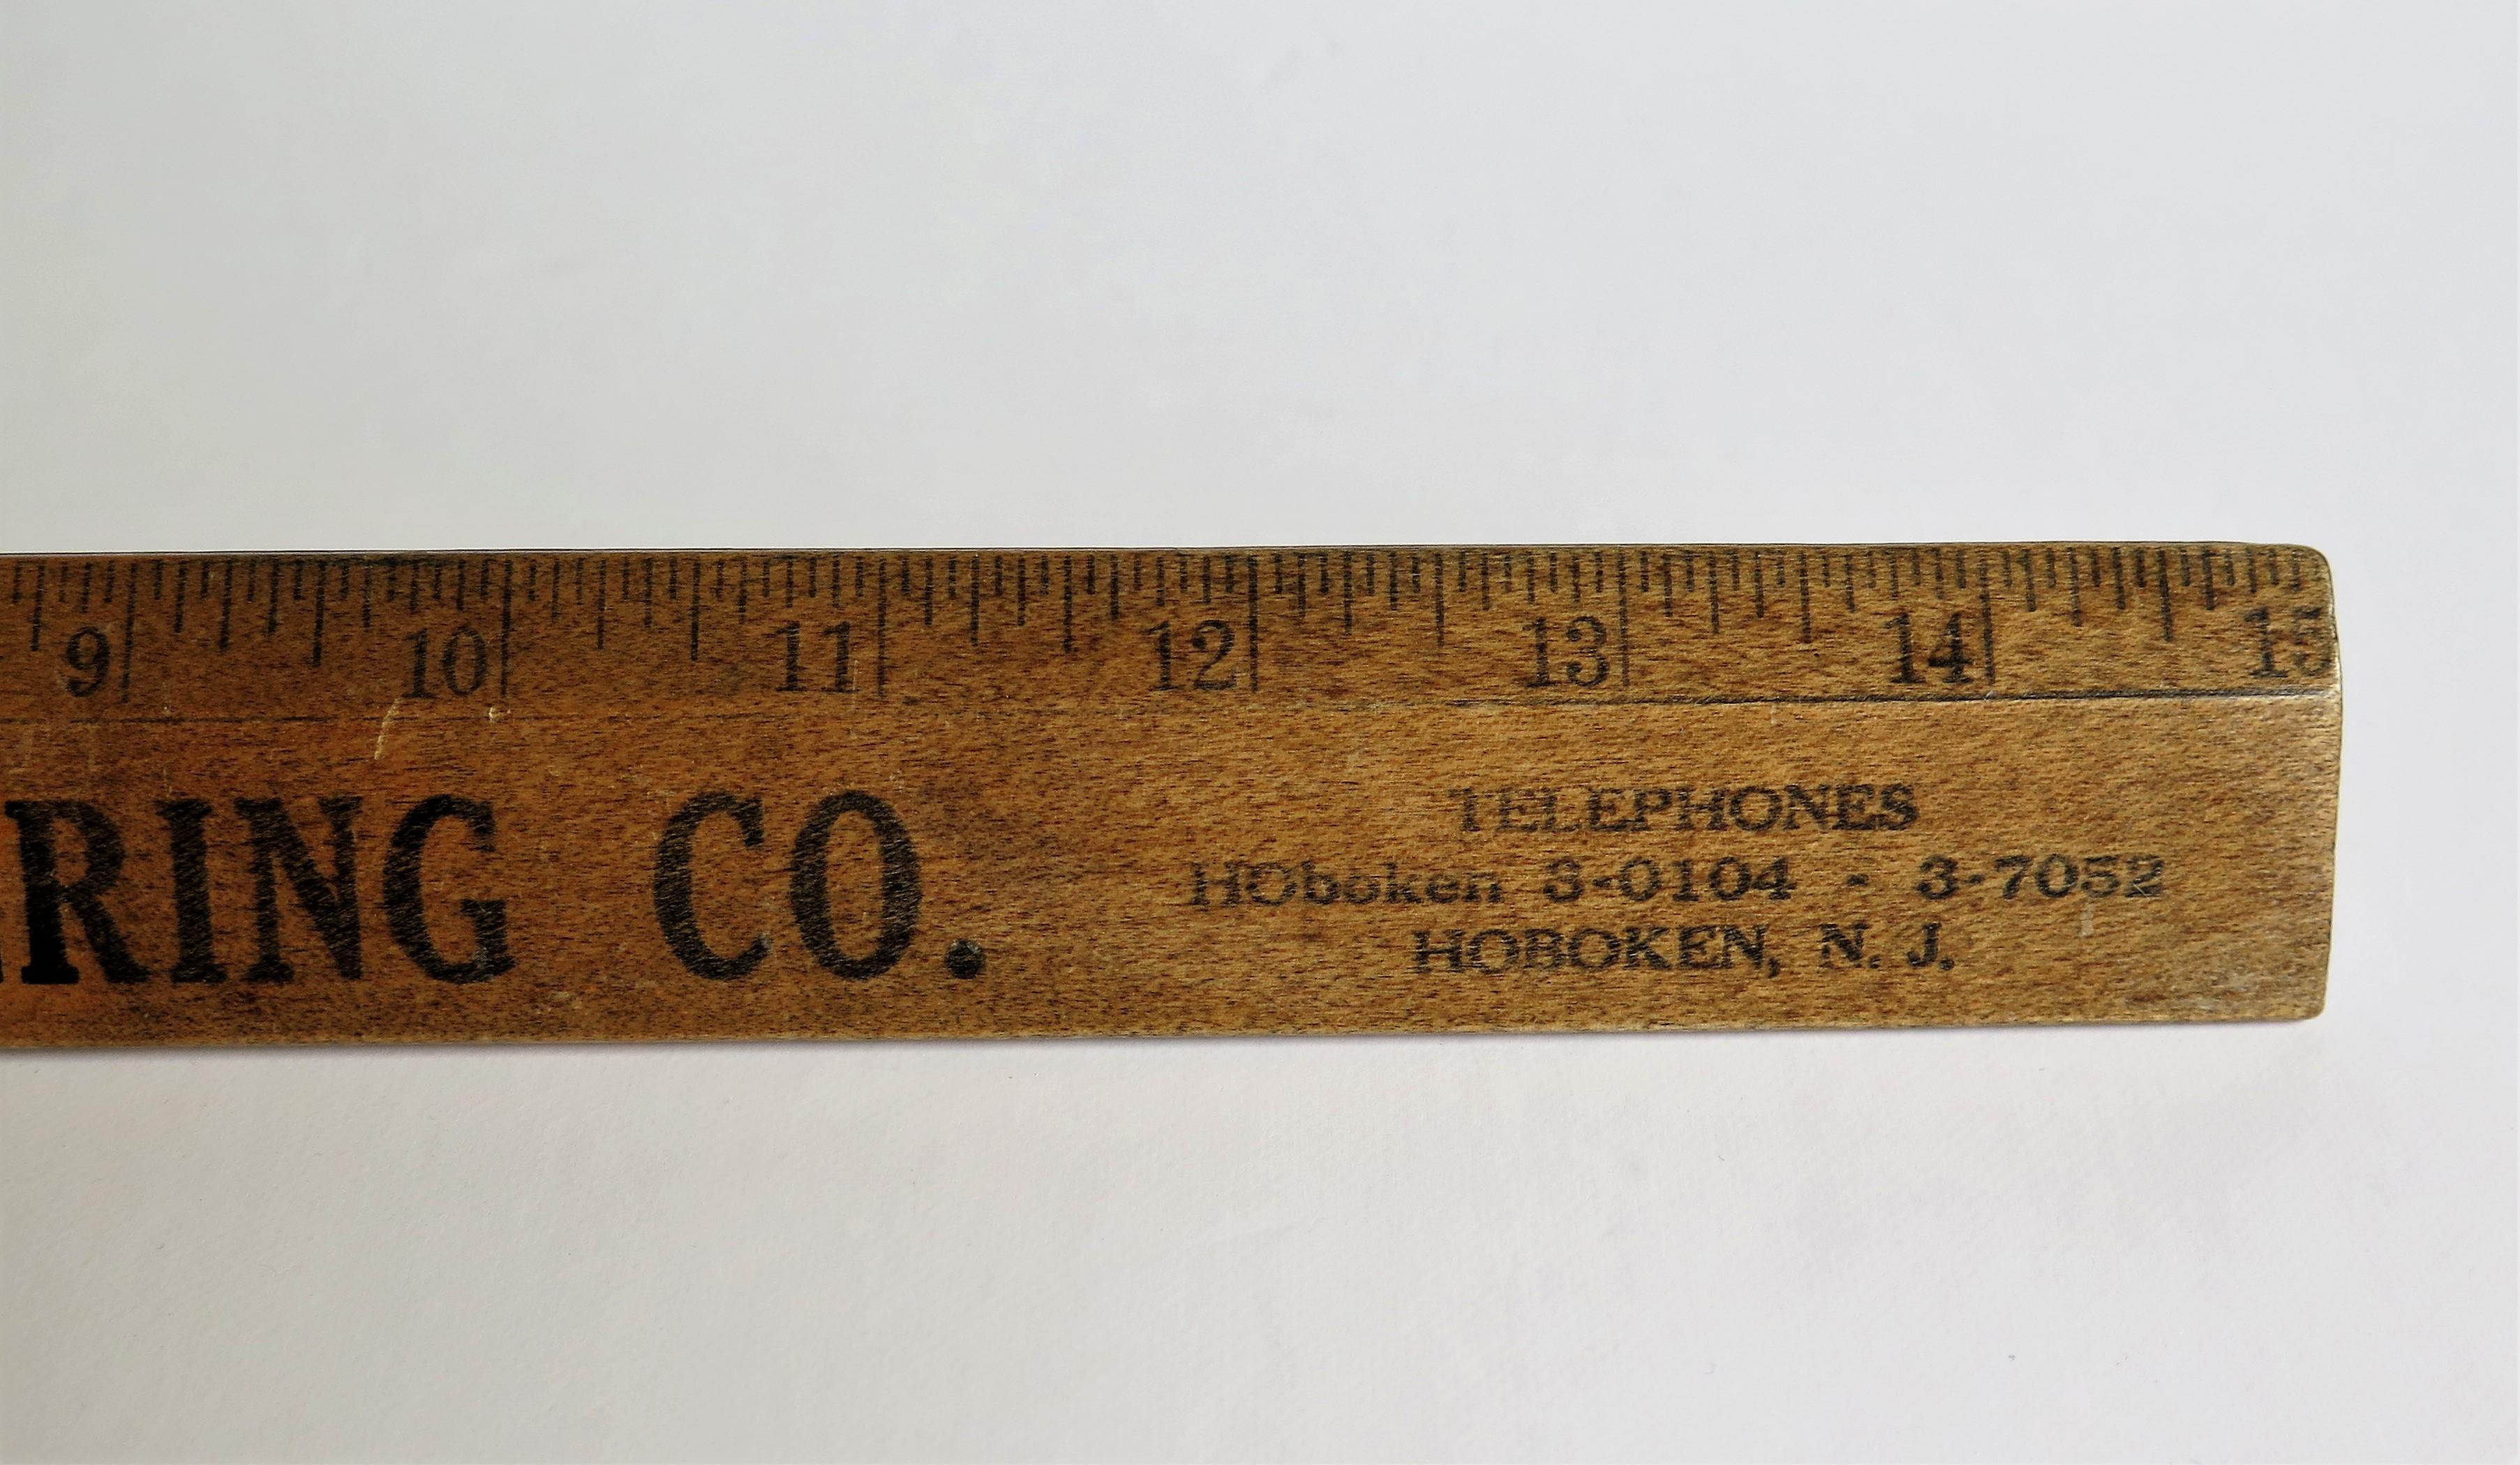 9 10 11 12 13 14 15
RING CO.
TELEPHONES
HOboken 3-0104 - 3-7052
HOBOKEN, N. J.